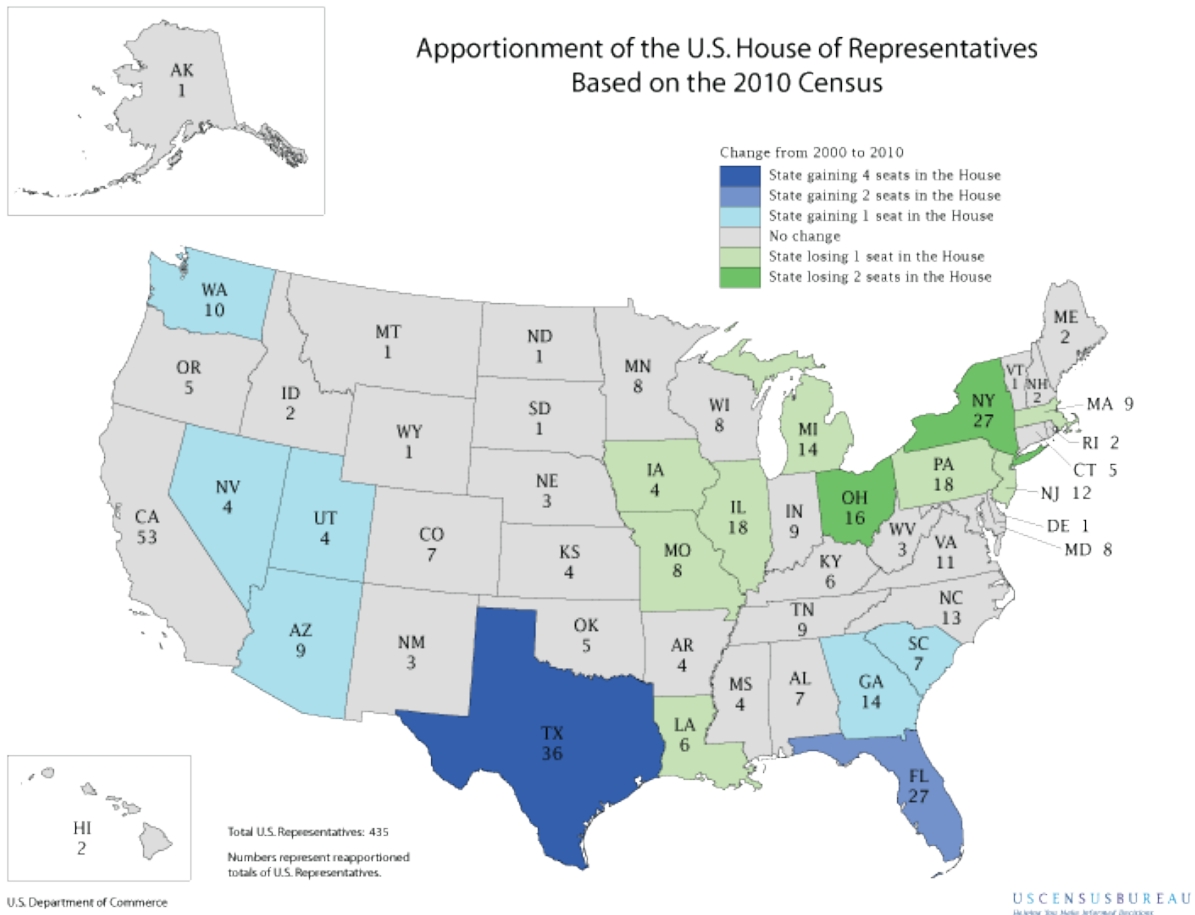 Apportionment of the U.S. House of Representatives
Based on the 2010 Census
AK
1
Change from 2000 to 2010
State gaining 4 seats in the House
State gaining 2 seats in the House
State gaining 1 seat in the House
No change
State losing 1 seat in the House
State losing 2 seats in the House
WA
10
OR
5
ID
2
MT
1
ND
1
MN
8
SD
1
WI
8
WY
1
MI
14
NY
27
VT
1
NH
2
ME
2
MA 9
RI 2
CT 5
NJ 12
DE 1
MD 8
CA
53
NV
4
UT
4
CO
7
NE
3
KS
4
IA
4
MO
8
IL
18
IN
9
OH
16
PA
18
WV
3
VA
11
KY
6
NC
13
TN
9
SC
7
AZ
9
NM
3
OK
5
AR
4
MS
4
AL
7
GA
14
TX
36
LA
6
FL
27
HI
2
Total U.S. Representatives: 435
Numbers represent reapportioned
totals of U.S. Representatives.
U.S. Department of Commerce
USCENSUSBUREAU
Helping You Make Informed Decisions